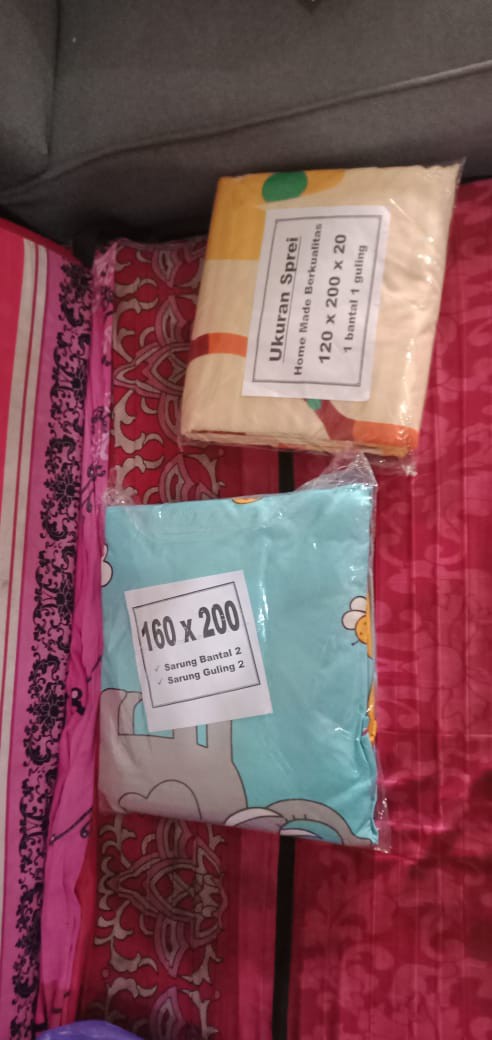 Ukuran Sprei
Home Made Berkualitas
120 x 200 x 20
1 bantal 1 guling
160 x 200
✓ Sarung Bantal 2
✓ Sarung Guling 2